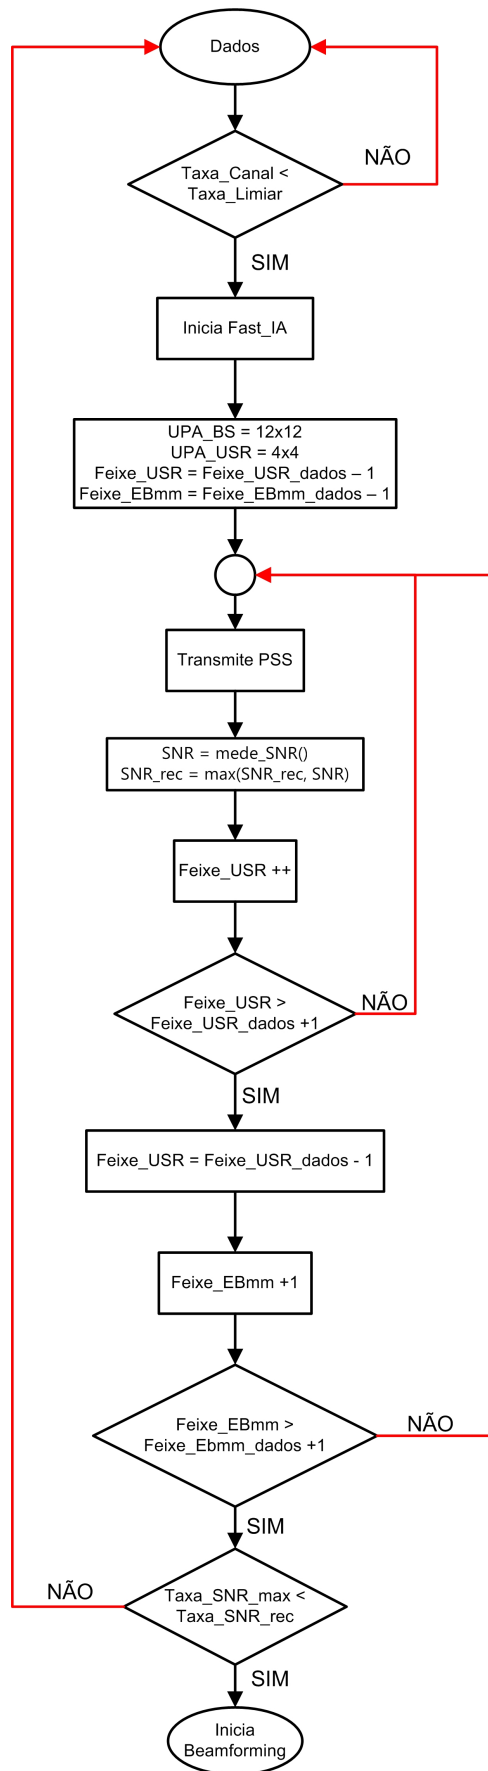 Dados
Taxa_Canal <
Taxa_Limiar
NÃO
SIM
Inicia Fast_IA
UPA_BS = 12x12
UPA_USR = 4x4
Feixe_USR = Feixe_USR_dados – 1
Feixe_EBmm = Feixe_EBmm_dados – 1
Transmite PSS
SNR = mede_SNR()
SNR_rec = max(SNR_rec, SNR)
Feixe_USR ++
Feixe_USR >
Feixe_USR_dados +1
NÃO
SIM
Feixe_USR = Feixe_USR_dados - 1
Feixe_EBmm +1
Feixe_EBmm >
Feixe_Ebmm_dados +1
NÃO
SIM
Taxa_SNR_max <
Taxa_SNR_rec
NÃO
SIM
Inicia
Beamforming